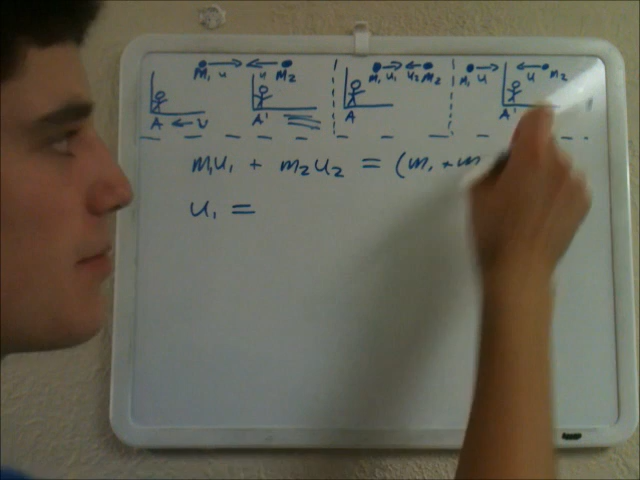 m₁ u u m₂ m₁ u₁ u₂ m₂ m₁ u u m₂
A ← v A' A A'
m₁u₁ + m₂u₂ = (m₁ + m
u₁ =